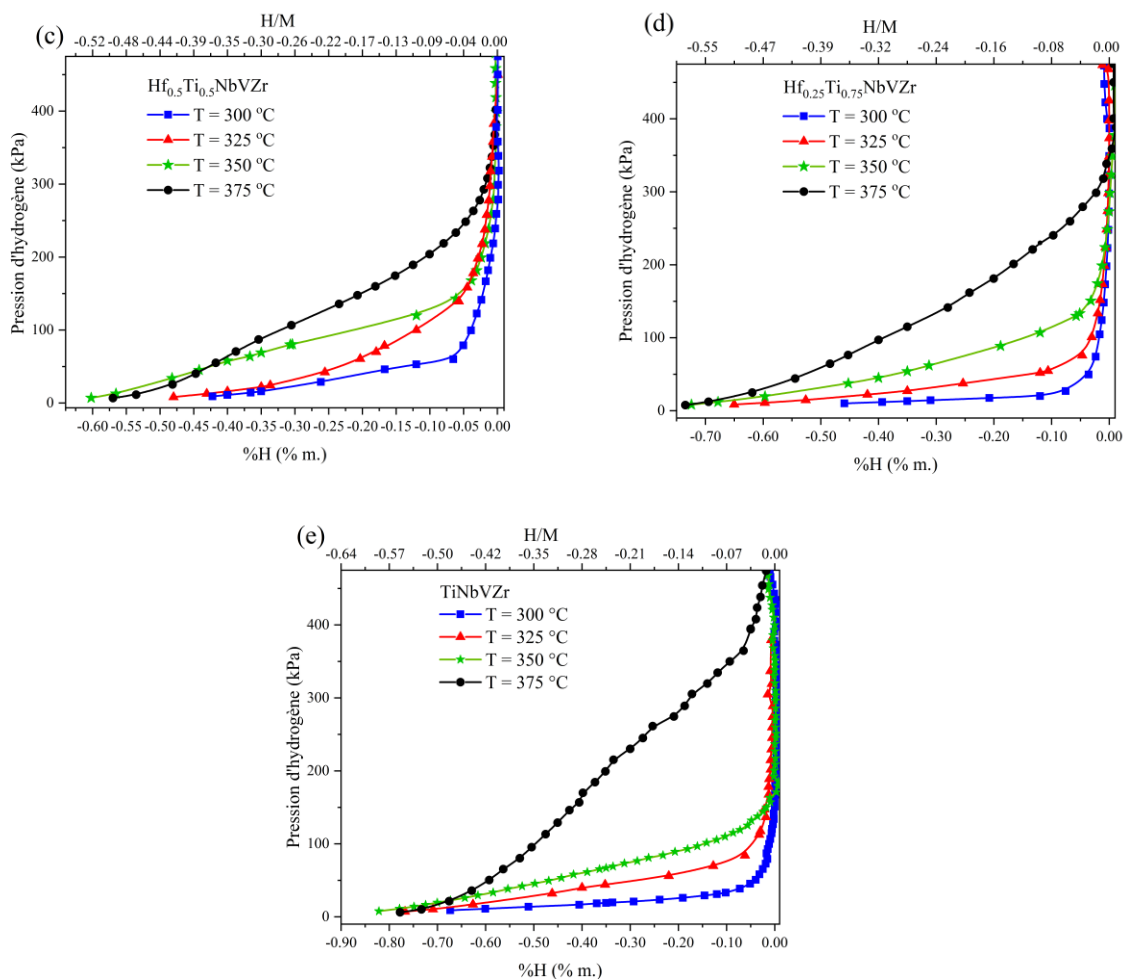 (c)
H/M
-0.52 -0.48 -0.44 -0.39 -0.35 -0.30 -0.26 -0.22 -0.17 -0.13 -0.09 -0.04 0.00
Hf0.5Ti0.5NbVZr
T = 300 °C
T = 325 °C
T = 350 °C
T = 375 °C
Pression d'hydrogène (kPa)
400
300
200
100
0
-0.60 -0.55 -0.50 -0.45 -0.40 -0.35 -0.30 -0.25 -0.20 -0.15 -0.10 -0.05 0.00
%H (% m.)
(d)
H/M
-0.55 -0.47 -0.39 -0.32 -0.24 -0.16 -0.08 0.00
Hf0.25Ti0.75NbVZr
T = 300 °C
T = 325 °C
T = 350 °C
T = 375 °C
Pression d'hydrogène (kPa)
400
300
200
100
0
-0.70 -0.60 -0.50 -0.40 -0.30 -0.20 -0.10 0.00
%H (% m.)
(e)
H/M
-0.64 -0.57 -0.50 -0.42 -0.35 -0.28 -0.21 -0.14 -0.07 0.00
TiNbVZr
T = 300 °C
T = 325 °C
T = 350 °C
T = 375 °C
Pression d'hydrogène (kPa)
400
300
200
100
0
-0.90 -0.80 -0.70 -0.60 -0.50 -0.40 -0.30 -0.20 -0.10 0.00
%H (% m.)